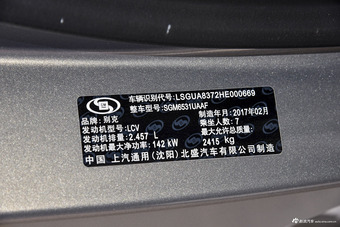 车辆识别代号: LSGUA8372HE000669
整车型号: SGM6531UAAF
品牌: 别克
制造年月: 2017年02月
发动机型号: LCV
乘坐人数: 7
发动机排量: 2.457 L
最大允许总质量:
发动机最大净功率: 142 kW
2415 Kg
中国 上汽通用(沈阳)北盛汽车有限公司制造